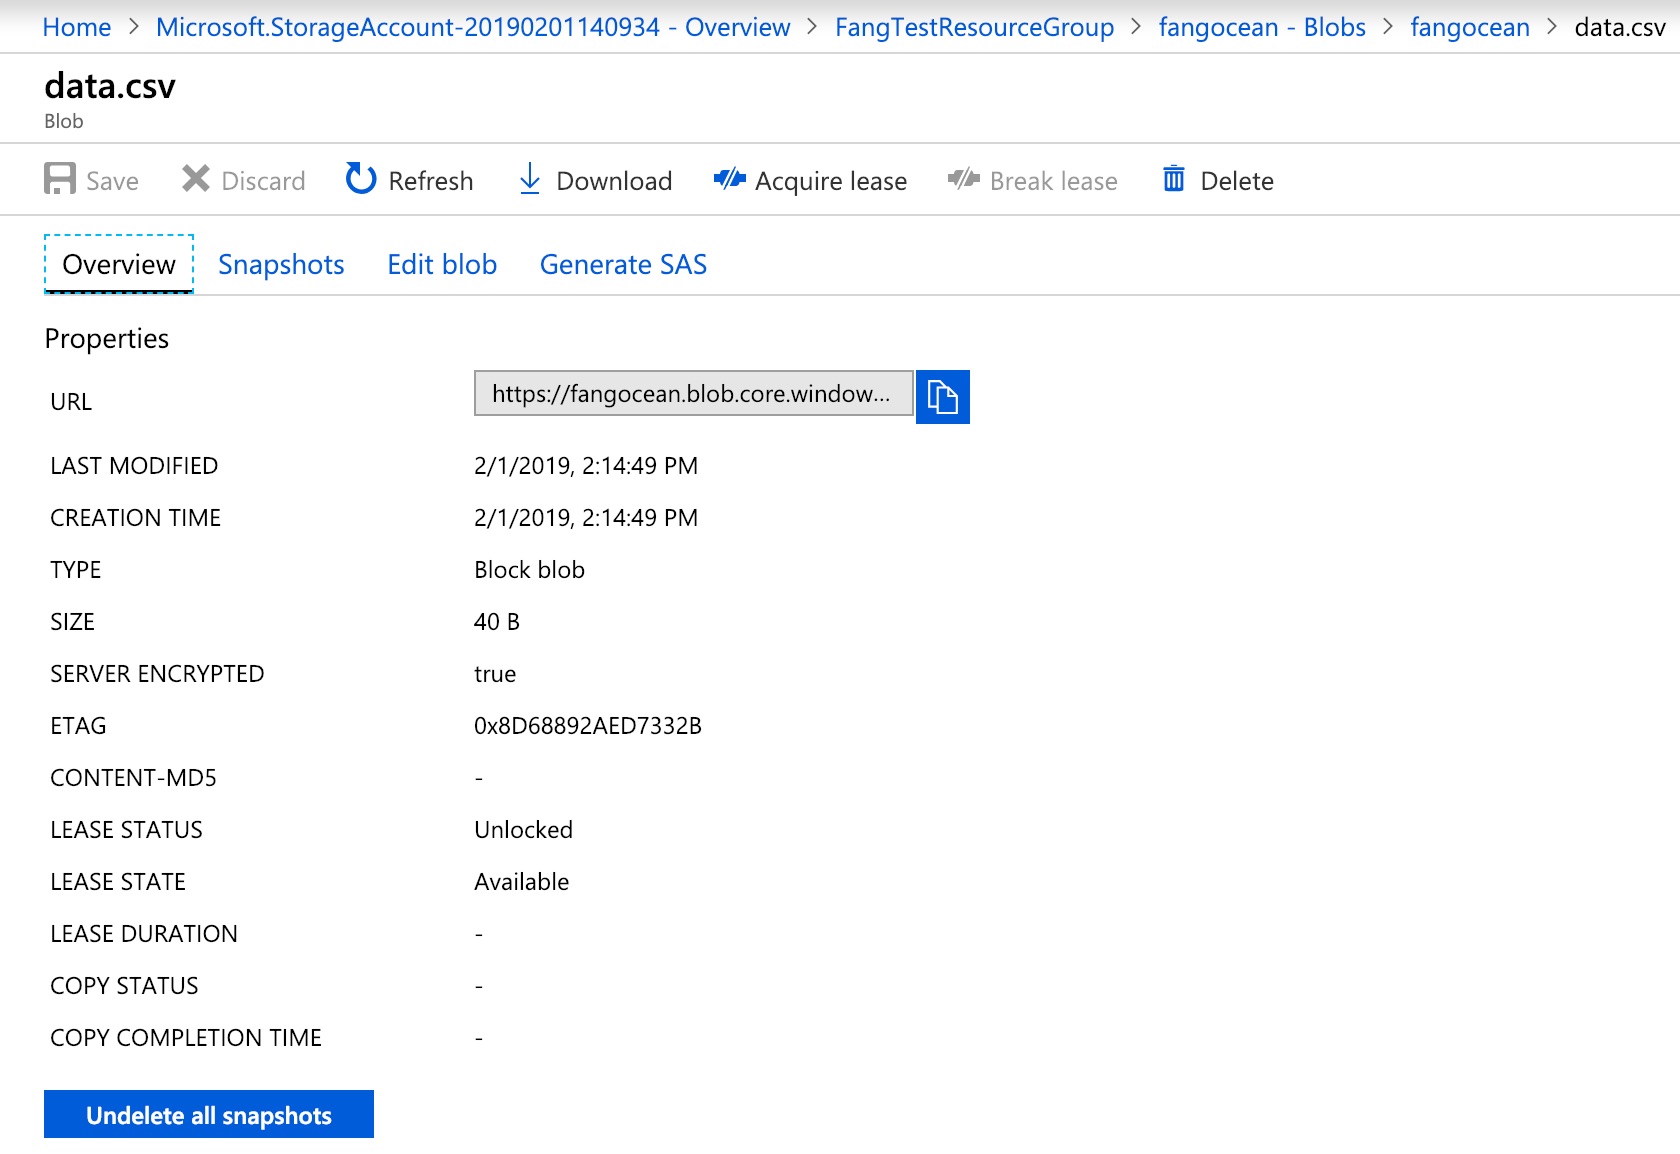 Home > Microsoft.StorageAccount-20190201140934 - Overview > FangTestResourceGroup > fangocean - Blobs > fangocean > data.csv
data.csv
Blob
Save Discard Refresh Download Acquire lease Break lease Delete
Overview Snapshots Edit blob Generate SAS
Properties
URL https://fangocean.blob.core.window...
LAST MODIFIED 2/1/2019, 2:14:49 PM
CREATION TIME 2/1/2019, 2:14:49 PM
TYPE Block blob
SIZE 40 B
SERVER ENCRYPTED true
ETAG 0x8D68892AED7332B
CONTENT-MD5 -
LEASE STATUS Unlocked
LEASE STATE Available
LEASE DURATION -
COPY STATUS -
COPY COMPLETION TIME -
Undelete all snapshots